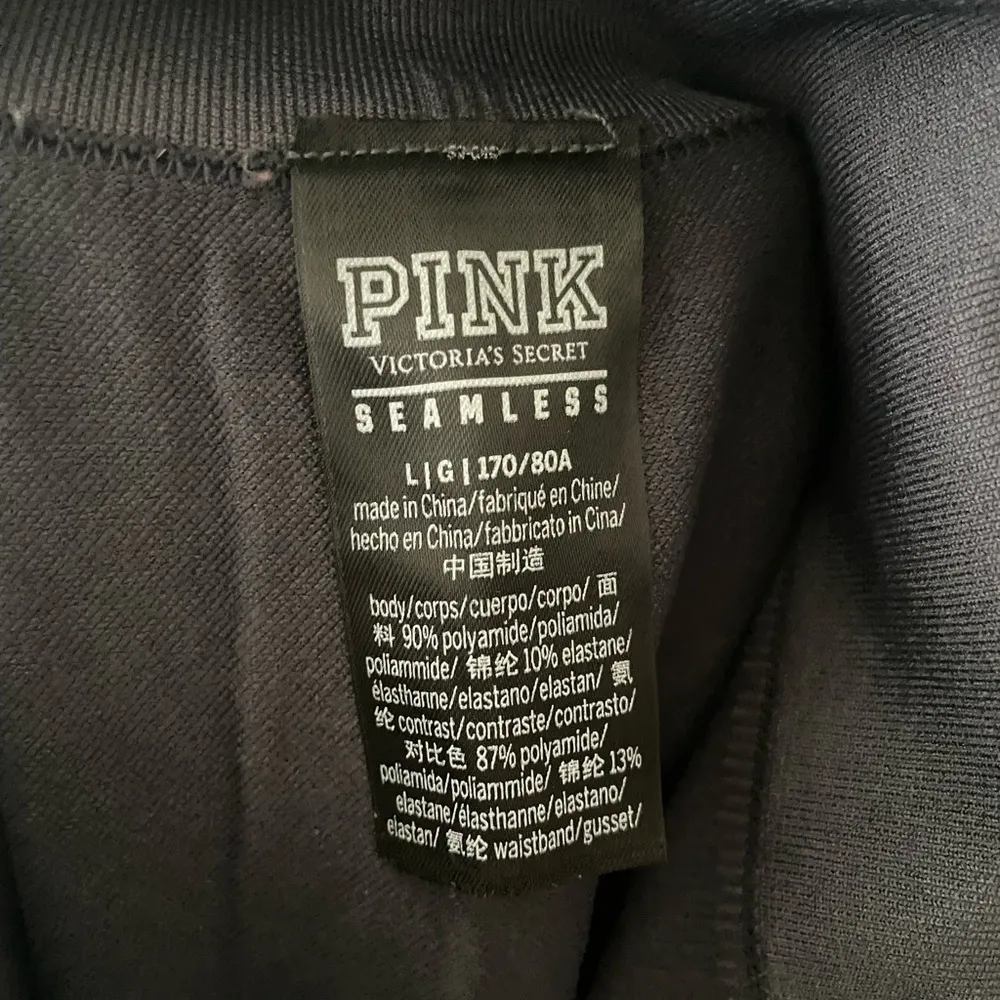 PINK
VICTORIA'S SECRET
SEAMLESS
L|G|170/80A
made in China/fabriqué en Chine/
hecho en China/fabbricato in Cina/
中国制造
body/corps/cuerpo/corpo/ 面
料 90% polyamide/poliamida/
poliammide/ 锦纶 10% elastane/
élasthanne/elastano/elastan/ 氨
纶 contrast/contraste/contrasto/
对比色 87% polyamide/
poliamida/poliammide/ 锦纶 13%
elastane/élasthanne/elastano/
elastan/ 氨纶 waistband/gusset/